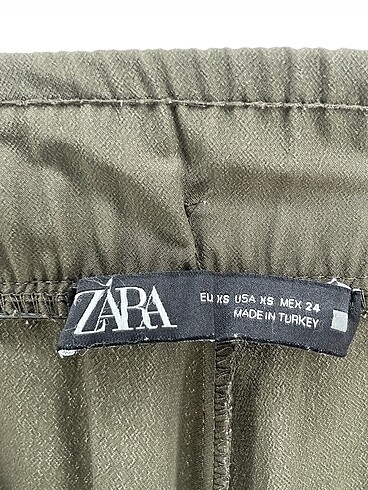 ZARA
EU XS USA XS MEX 24
MADE IN TURKEY